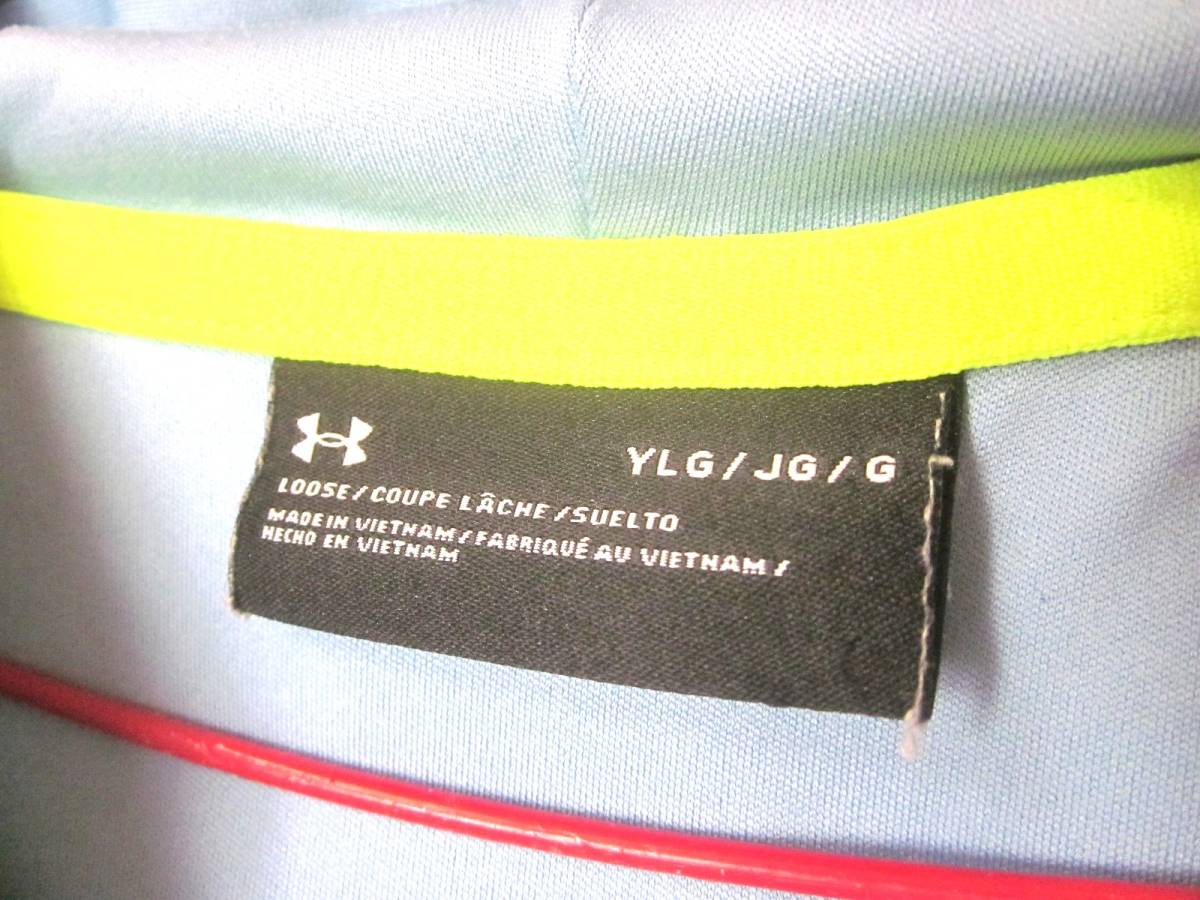 YLG/JG/G
LOOSE/COUPE LÂCHE/SUELTO
MADE IN VIETNAM/FABRIQUÉ AU VIETNAM/
HECHO EN VIETNAM